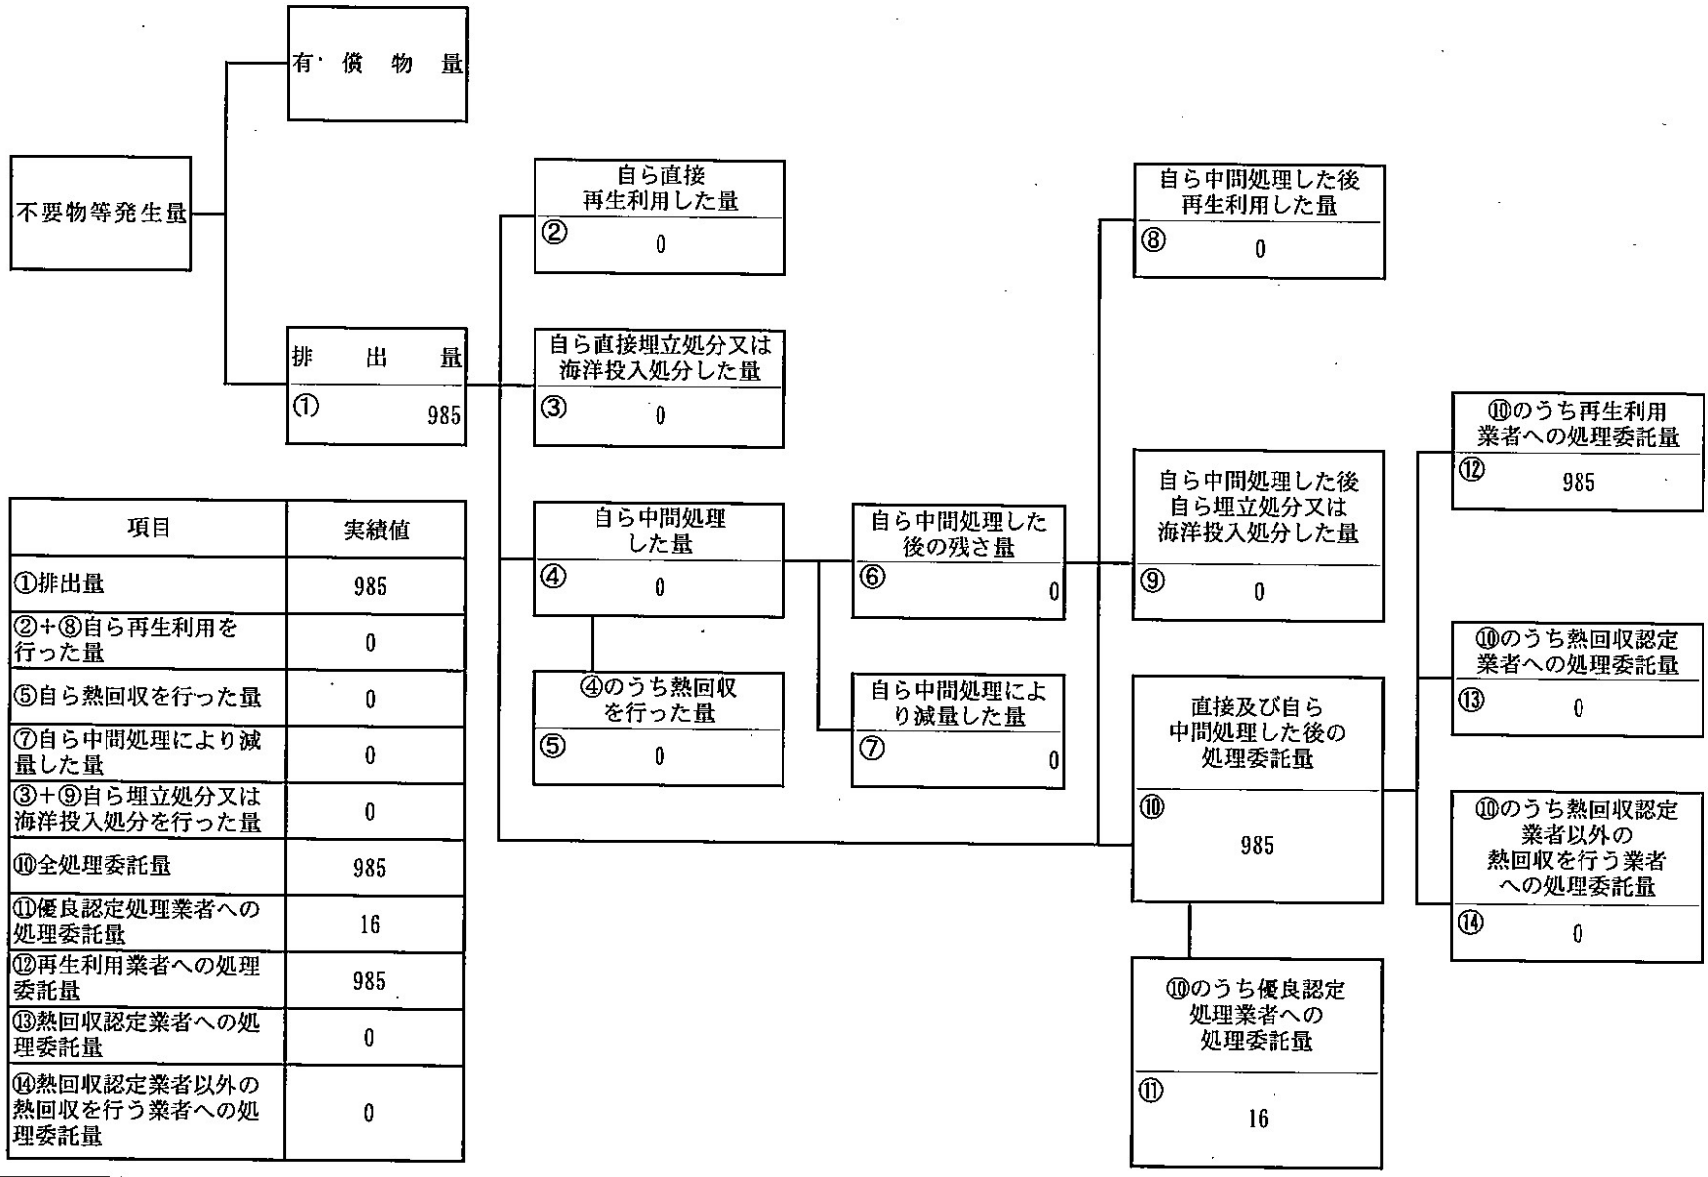 有償物量
不要物等発生量
排出量
①
985
自ら直接
再生利用した量
②
0
自ら直接埋立処分又は
海洋投入処分した量
③
0
自ら中間処理
した量
④
0
④のうち熱回収
を行った量
⑤
0
自ら中間処理した
後の残さ量
⑥
0
自ら中間処理によ
り減量した量
⑦
0
自ら中間処理した後
再生利用した量
⑧
0
自ら中間処理した後
自ら埋立処分又は
海洋投入処分した量
⑨
0
直接及び自ら
中間処理した後の
処理委託量
⑩
985
⑩のうち優良認定
処理業者への
処理委託量
⑪
16
⑩のうち再生利用
業者への処理委託量
⑫
985
⑩のうち熱回収認定
業者への処理委託量
⑬
0
⑩のうち熱回収認定
業者以外の
熱回収を行う業者
への処理委託量
⑭
0
項目 実績値
①排出量 985
②＋⑧自ら再生利用を
行った量
0
⑤自ら熱回収を行った量 0
⑦自ら中間処理により減
量した量
0
③＋⑨自ら埋立処分又は
海洋投入処分を行った量
0
⑩全処理委託量 985
⑪優良認定処理業者への
処理委託量
16
⑫再生利用業者への処理
委託量
985
⑬熱回収認定業者への処
理委託量
0
⑭熱回収認定業者以外の
熱回収を行う業者への処
理委託量
0